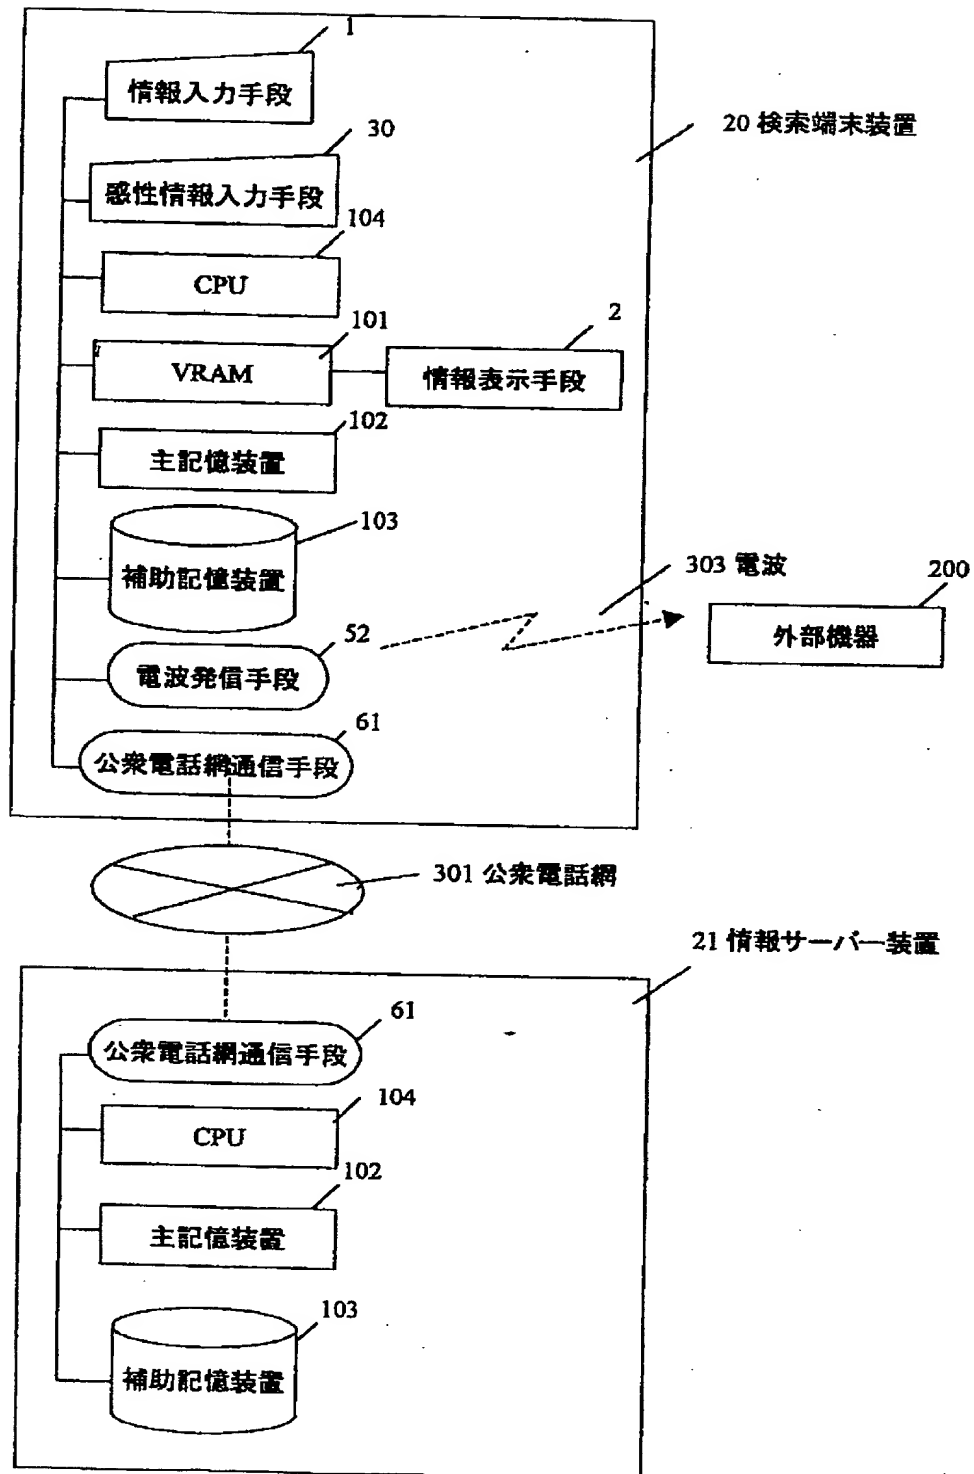 1
情報入力手段
20 検索端末装置
30
感性情報入力手段
104
CPU
101
VRAM
2
情報表示手段
102
主記憶装置
103
補助記憶装置
303 電波
200
外部機器
52
電波発信手段
61
公衆電話網通信手段
301 公衆電話網
21 情報サーバー装置
61
公衆電話網通信手段
104
CPU
102
主記憶装置
103
補助記憶装置